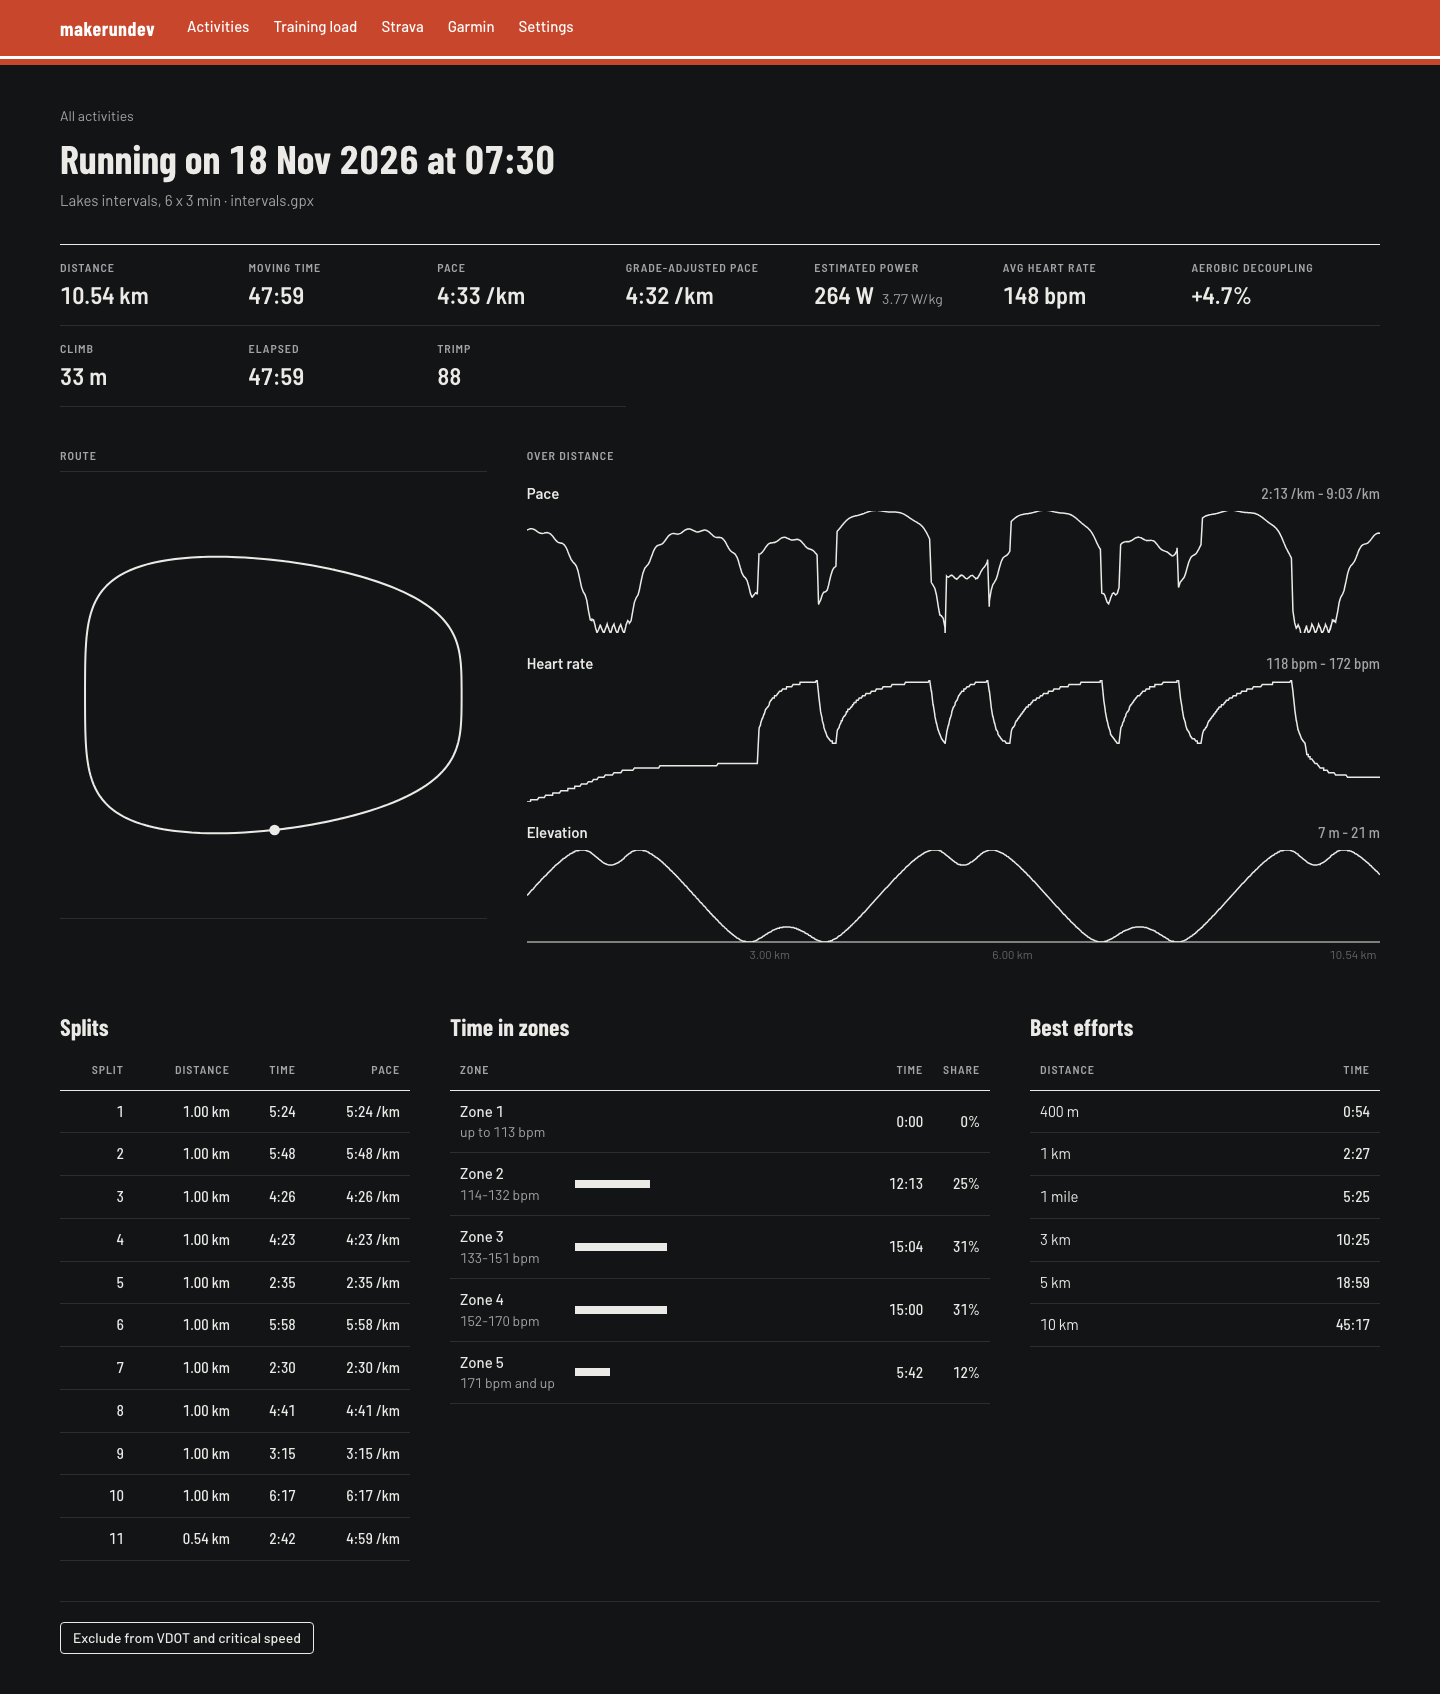 makerundev Activities Training load Strava Garmin Settings
All activities
Running on 18 Nov 2026 at 07:30
Lakes intervals, 6 x 3 min · intervals.gpx
DISTANCE MOVING TIME PACE GRADE-ADJUSTED PACE ESTIMATED POWER AVG HEART RATE AEROBIC DECOUPLING
10.54 km 47:59 4:33 /km 4:32 /km 264 W 3.77 W/kg 148 bpm +4.7%
CLIMB ELAPSED TRIMP
33 m 47:59 88
ROUTE
OVER DISTANCE
Pace 2:13 /km - 9:03 /km
Heart rate 118 bpm - 172 bpm
Elevation 7 m - 21 m
3.00 km 6.00 km 10.54 km
Splits
SPLIT DISTANCE TIME PACE
1 1.00 km 5:24 5:24 /km
2 1.00 km 5:48 5:48 /km
3 1.00 km 4:26 4:26 /km
4 1.00 km 4:23 4:23 /km
5 1.00 km 2:35 2:35 /km
6 1.00 km 5:58 5:58 /km
7 1.00 km 2:30 2:30 /km
8 1.00 km 4:41 4:41 /km
9 1.00 km 3:15 3:15 /km
10 1.00 km 6:17 6:17 /km
11 0.54 km 2:42 4:59 /km
Time in zones
ZONE TIME SHARE
Zone 1 0:00 0%
up to 113 bpm
Zone 2 12:13 25%
114-132 bpm
Zone 3 15:04 31%
133-151 bpm
Zone 4 15:00 31%
152-170 bpm
Zone 5 5:42 12%
171 bpm and up
Best efforts
DISTANCE TIME
400 m 0:54
1 km 2:27
1 mile 5:25
3 km 10:25
5 km 18:59
10 km 45:17
Exclude from VDOT and critical speed